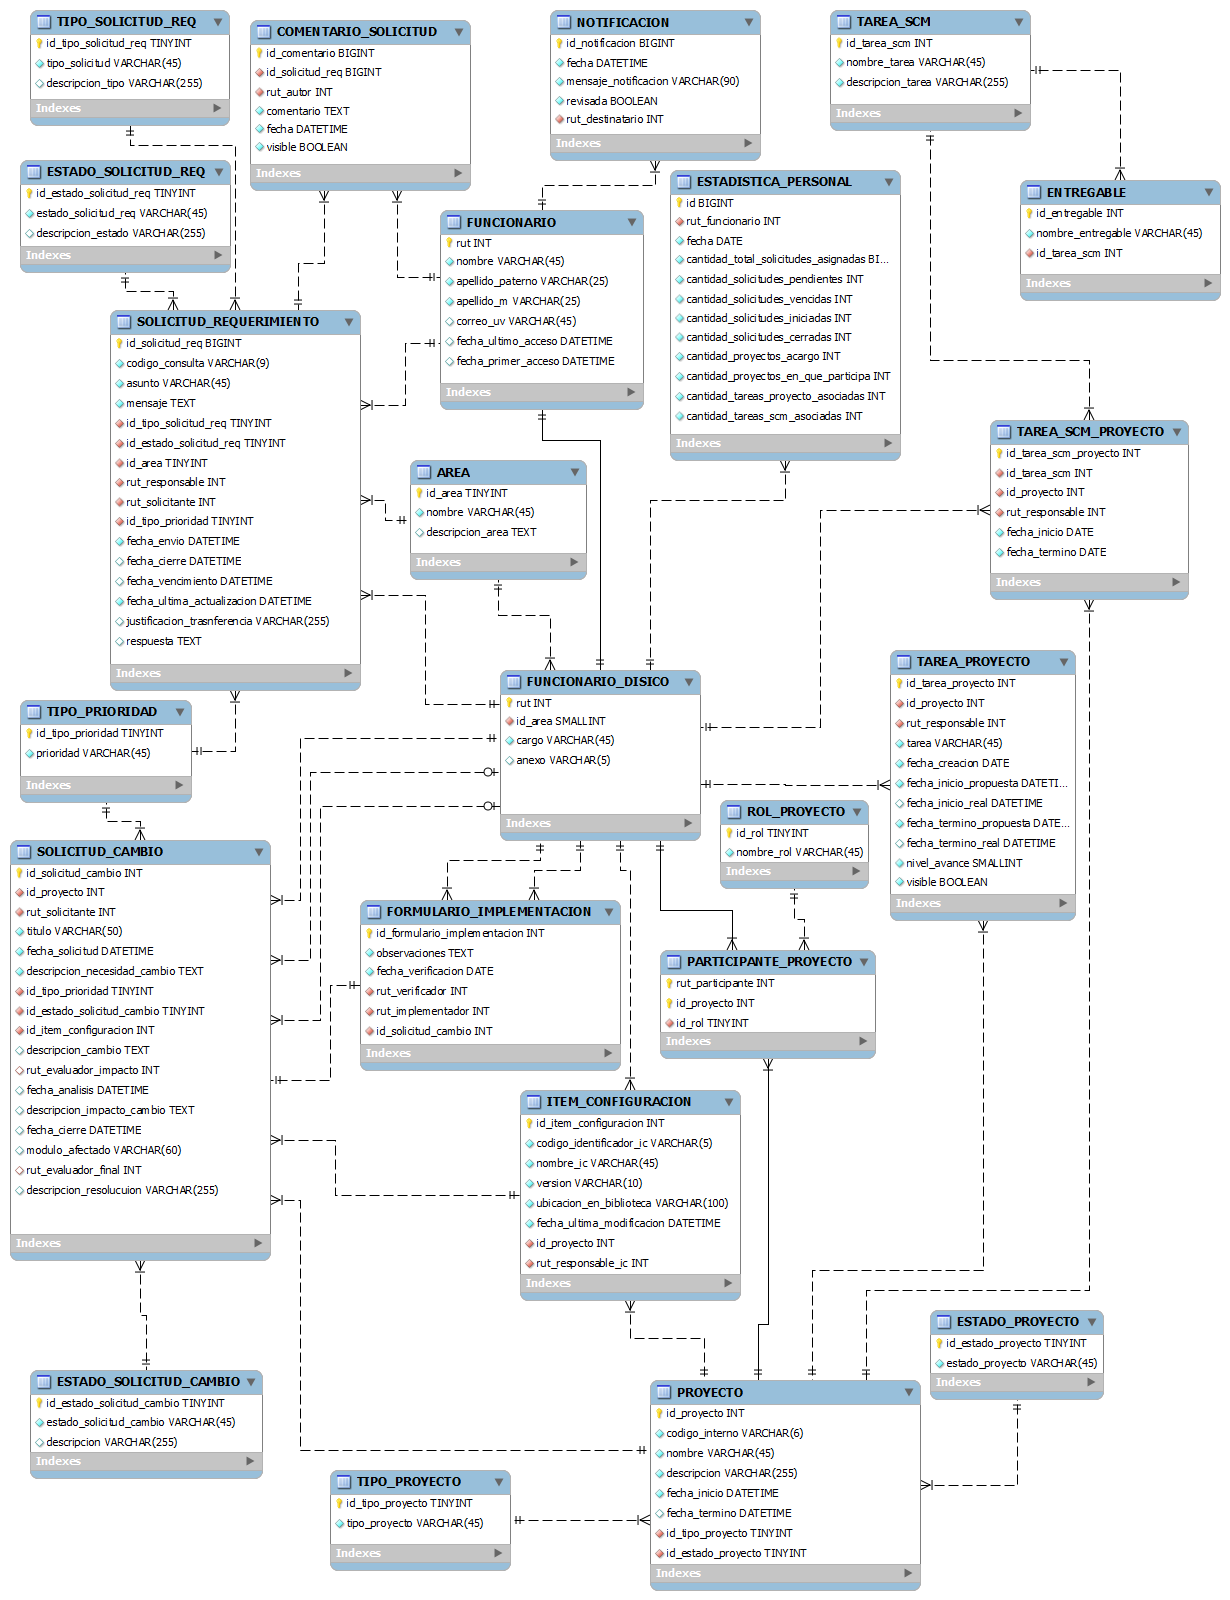 TIPO_SOLICITUD_REQ
id_tipo_solicitud_req TINYINT
tipo_solicitud VARCHAR(45)
descripcion_tipo VARCHAR(255)
Indexes
COMENTARIO_SOLICITUD
id_comentario BIGINT
id_solicitud_req BIGINT
rut_autor INT
comentario TEXT
fecha DATETIME
visible BOOLEAN
Indexes
NOTIFICACION
id_notificacion BIGINT
fecha DATETIME
mensaje_notificacion VARCHAR(90)
revisada BOOLEAN
rut_destinatario INT
Indexes
TAREA_SCM
id_tarea_scm INT
nombre_tarea VARCHAR(45)
descripcion_tarea VARCHAR(255)
Indexes
ESTADO_SOLICITUD_REQ
id_estado_solicitud_req TINYINT
estado_solicitud_req VARCHAR(45)
descripcion_estado VARCHAR(255)
Indexes
FUNCIONARIO
rut INT
nombre VARCHAR(45)
apellido_paterno VARCHAR(25)
apellido_m VARCHAR(25)
correo_uv VARCHAR(45)
fecha_ultimo_acceso DATETIME
fecha_primer_acceso DATETIME
Indexes
ESTADISTICA_PERSONAL
id BIGINT
rut_funcionario INT
fecha DATE
cantidad_total_solicitudes_asignadas BI...
cantidad_solicitudes_pendientes INT
cantidad_solicitudes_vencidas INT
cantidad_solicitudes_iniciadas INT
cantidad_solicitudes_cerradas INT
cantidad_proyectos_acargo INT
cantidad_proyectos_en_que_participa INT
cantidad_tareas_proyecto_asociadas INT
cantidad_tareas_scm_asociadas INT
Indexes
ENTREGABLE
id_entregable INT
nombre_entregable VARCHAR(45)
id_tarea_scm INT
Indexes
SOLICITUD_REQUERIMIENTO
id_solicitud_req BIGINT
codigo_consulta VARCHAR(9)
asunto VARCHAR(45)
mensaje TEXT
id_tipo_solicitud_req TINYINT
id_estado_solicitud_req TINYINT
id_area TINYINT
rut_responsable INT
rut_solicitante INT
id_tipo_prioridad TINYINT
fecha_envio DATETIME
fecha_cierre DATETIME
fecha_vencimiento DATETIME
fecha_ultima_actualizacion DATETIME
justificacion_trasnferencia VARCHAR(255)
respuesta TEXT
Indexes
AREA
id_area TINYINT
nombre VARCHAR(45)
descripcion_area TEXT
Indexes
TAREA_SCM_PROYECTO
id_tarea_scm_proyecto INT
id_tarea_scm INT
id_proyecto INT
rut_responsable INT
fecha_inicio DATE
fecha_termino DATE
Indexes
FUNCIONARIO_DISICO
rut INT
id_area SMALLINT
cargo VARCHAR(45)
anexo VARCHAR(5)
Indexes
TAREA_PROYECTO
id_tarea_proyecto INT
id_proyecto INT
rut_responsable INT
tarea VARCHAR(45)
fecha_creacion DATE
fecha_inicio_propuesta DATETI...
fecha_inicio_real DATETIME
fecha_termino_propuesta DATE...
fecha_termino_real DATETIME
nivel_avance SMALLINT
visible BOOLEAN
Indexes
TIPO_PRIORIDAD
id_tipo_prioridad TINYINT
prioridad VARCHAR(45)
Indexes
ROL_PROYECTO
id_rol TINYINT
nombre_rol VARCHAR(45)
Indexes
SOLICITUD_CAMBIO
id_solicitud_cambio INT
id_proyecto INT
rut_solicitante INT
titulo VARCHAR(50)
fecha_solicitud DATETIME
descripcion_necesidad_cambio TEXT
id_tipo_prioridad TINYINT
id_estado_solicitud_cambio TINYINT
id_item_configuracion INT
descripcion_cambio TEXT
rut_evaluador_impacto INT
fecha_analisis DATETIME
descripcion_impacto_cambio TEXT
fecha_cierre DATETIME
modulo_afectado VARCHAR(60)
rut_evaluador_final INT
descripcion_resolucuion VARCHAR(255)
Indexes
FORMULARIO_IMPLEMENTACION
id_formulario_implementacion INT
observaciones TEXT
fecha_verificacion DATE
rut_verificador INT
rut_implementador INT
id_solicitud_cambio INT
Indexes
PARTICIPANTE_PROYECTO
rut_participante INT
id_proyecto INT
id_rol TINYINT
Indexes
ITEM_CONFIGURACION
id_item_configuracion INT
codigo_identificador_ic VARCHAR(5)
nombre_ic VARCHAR(45)
version VARCHAR(10)
ubicacion_en_biblioteca VARCHAR(100)
fecha_ultima_modificacion DATETIME
id_proyecto INT
rut_responsable_ic INT
Indexes
ESTADO_PROYECTO
id_estado_proyecto TINYINT
estado_proyecto VARCHAR(45)
Indexes
ESTADO_SOLICITUD_CAMBIO
id_estado_solicitud_cambio TINYINT
estado_solicitud_cambio VARCHAR(45)
descripcion VARCHAR(255)
Indexes
PROYECTO
id_proyecto INT
codigo_interno VARCHAR(6)
nombre VARCHAR(45)
descripcion VARCHAR(255)
fecha_inicio DATETIME
fecha_termino DATETIME
id_tipo_proyecto TINYINT
id_estado_proyecto TINYINT
Indexes
TIPO_PROYECTO
id_tipo_proyecto TINYINT
tipo_proyecto VARCHAR(45)
Indexes